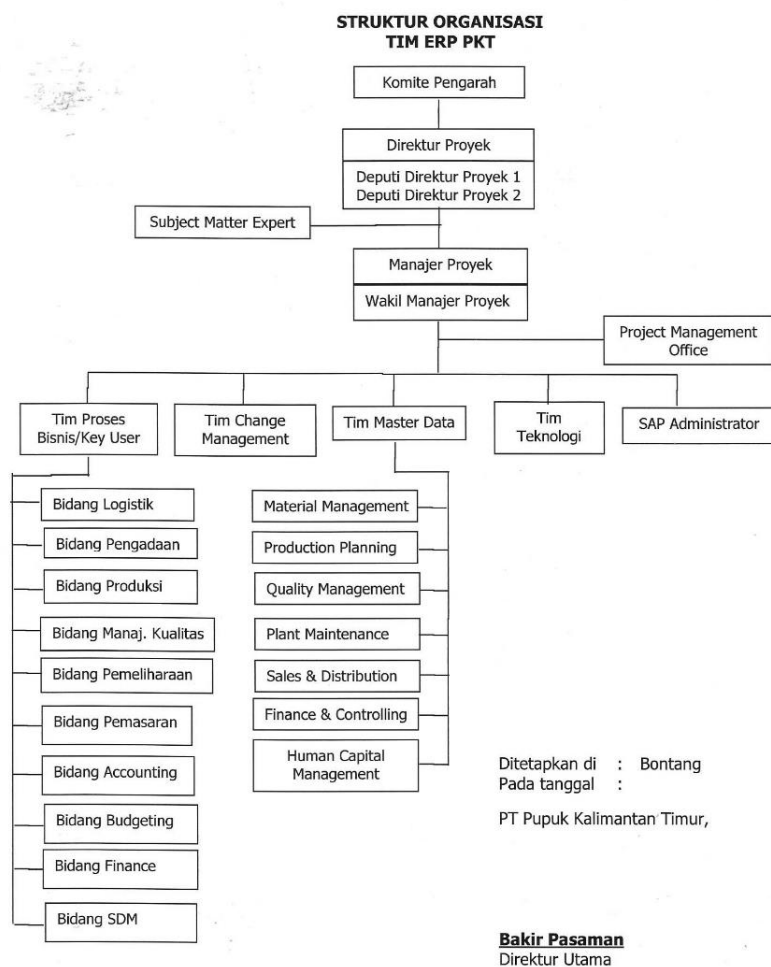 STRUKTUR ORGANISASI
TIM ERP PKT
Komite Pengarah
Direktur Proyek
Deputi Direktur Proyek 1
Deputi Direktur Proyek 2
Subject Matter Expert
Manajer Proyek
Wakil Manajer Proyek
Project Management
Office
Tim Proses
Bisnis/Key User
Tim Change
Management
Tim Master Data
Tim
Teknologi
SAP Administrator
Bidang Logistik
Bidang Pengadaan
Bidang Produksi
Bidang Manaj. Kualitas
Bidang Pemeliharaan
Bidang Pemasaran
Bidang Accounting
Bidang Budgeting
Bidang Finance
Bidang SDM
Material Management
Production Planning
Quality Management
Plant Maintenance
Sales & Distribution
Finance & Controlling
Human Capital
Management
Ditetapkan di : Bontang
Pada tanggal :
PT Pupuk Kalimantan Timur,
Bakir Pasaman
Direktur Utama